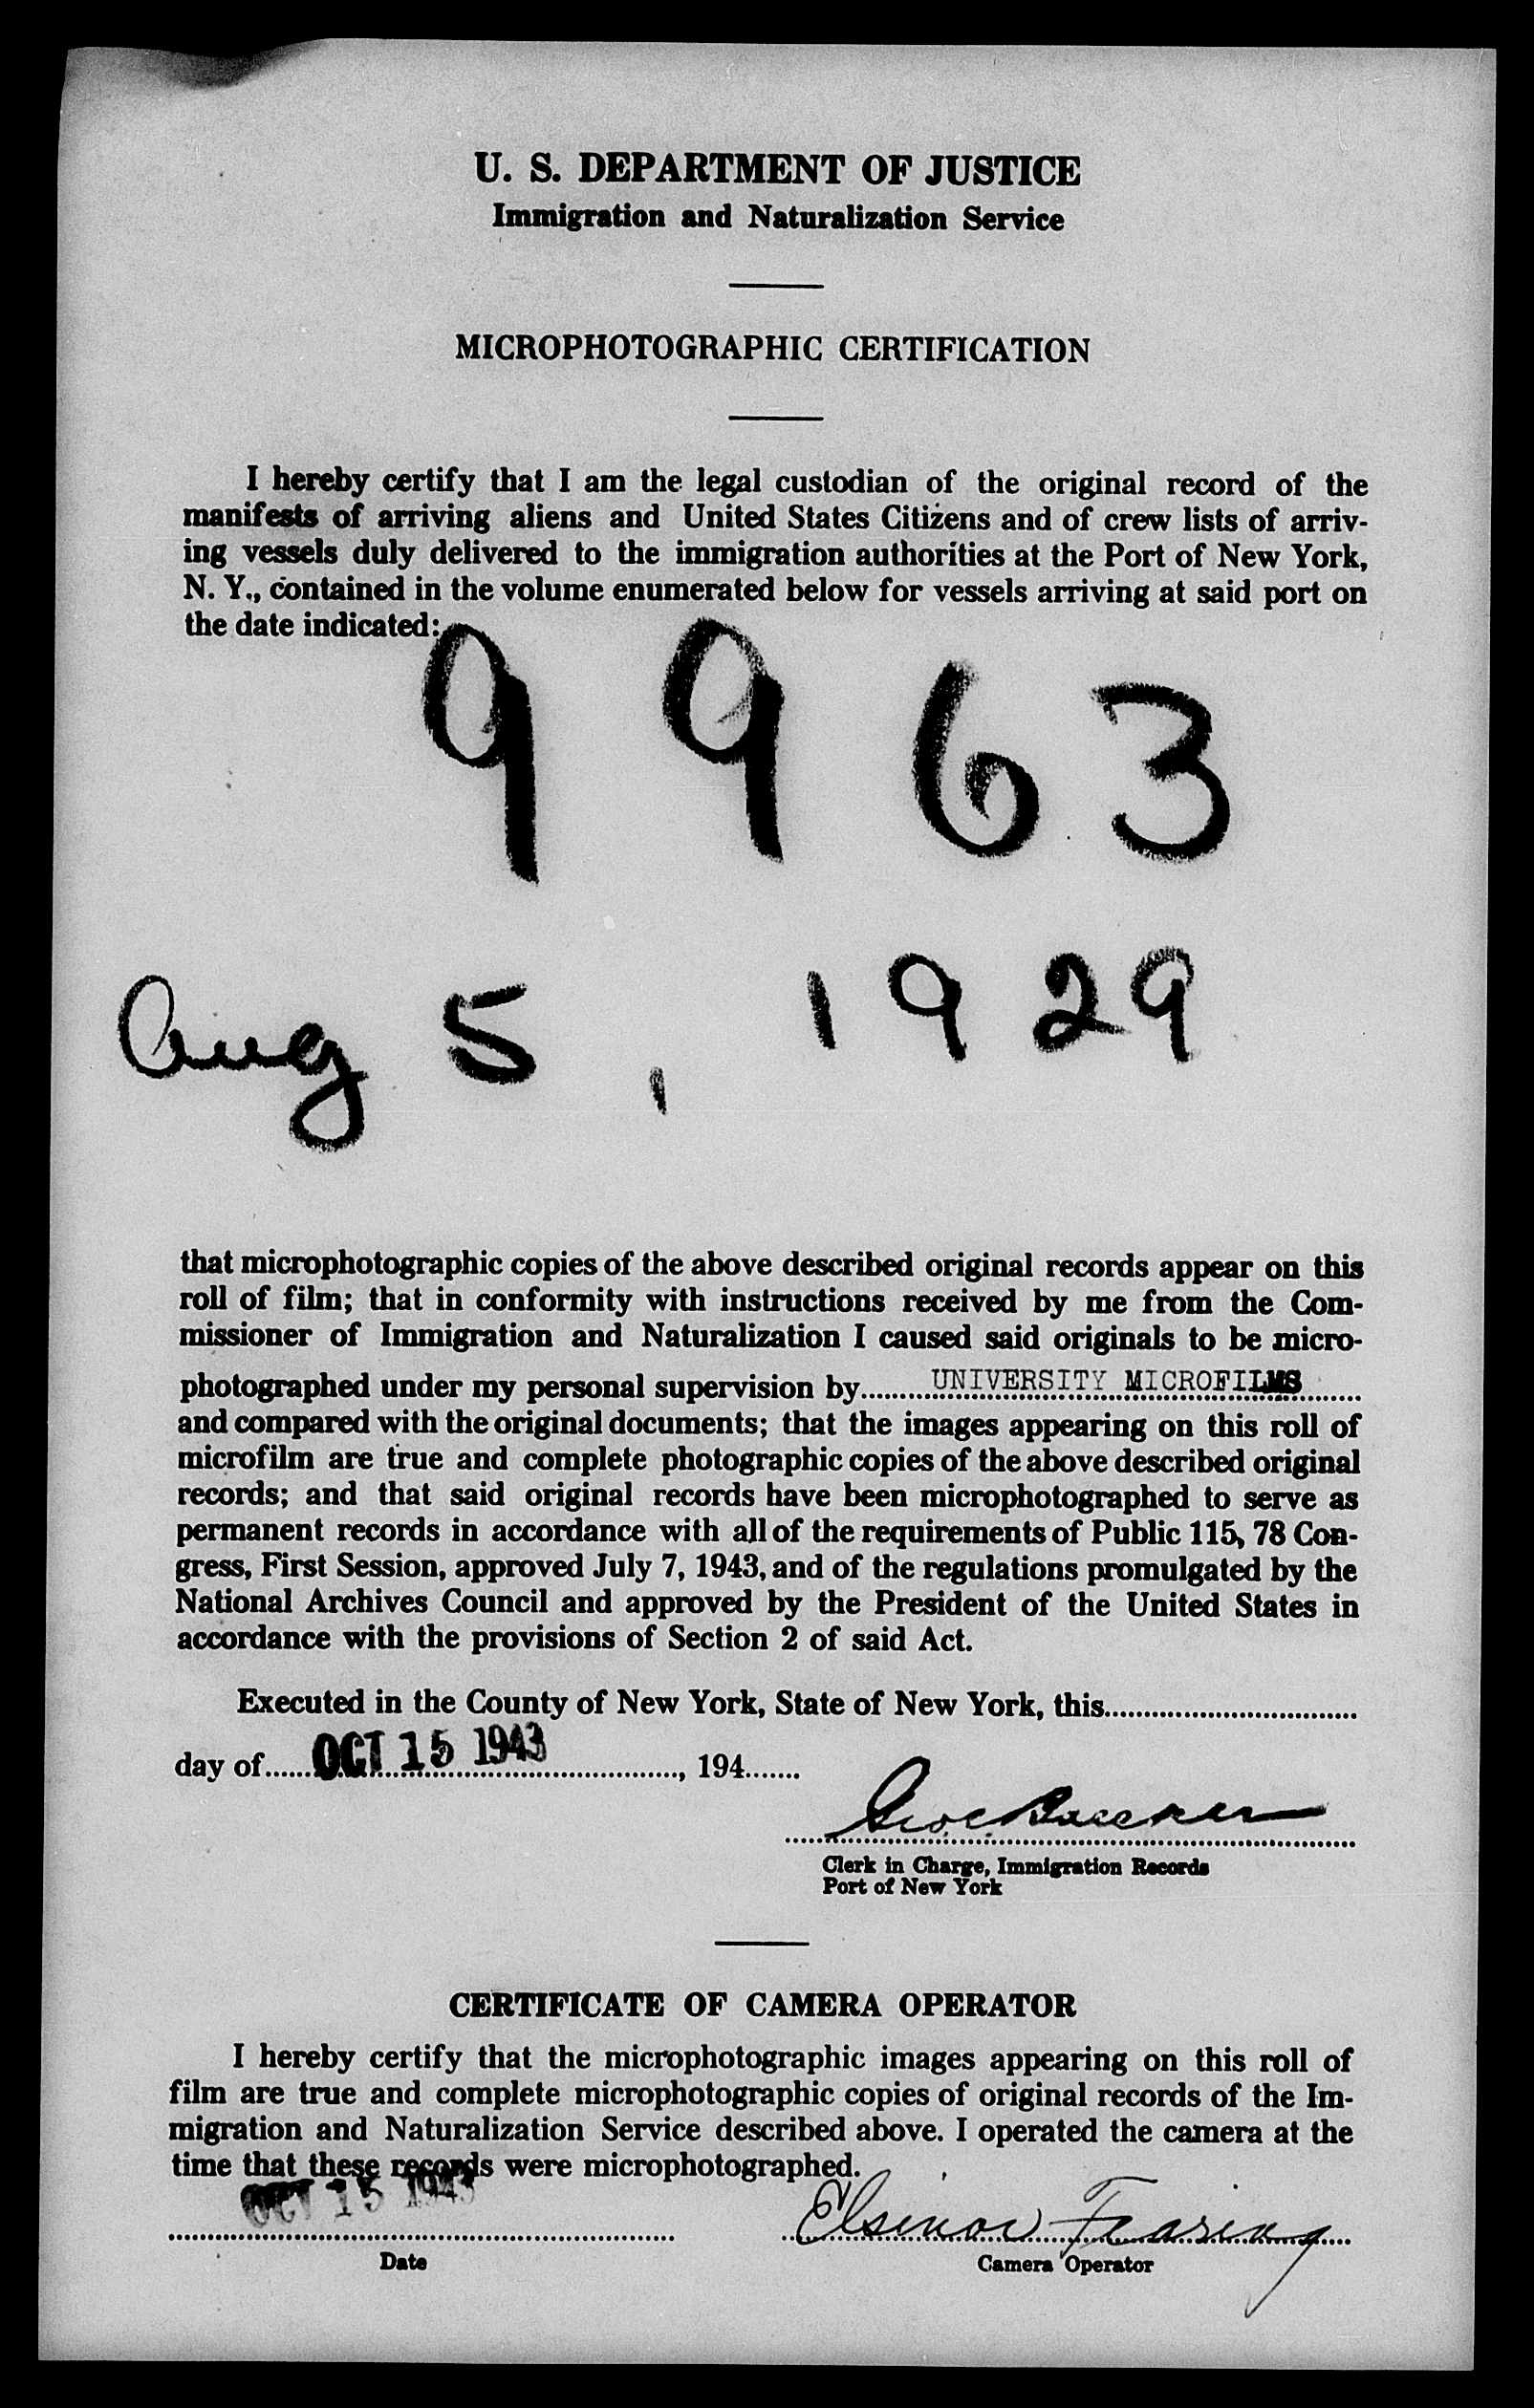 U. S. DEPARTMENT OF JUSTICE
Immigration and Naturalization Service
MICROPHOTOGRAPHIC CERTIFICATION
I hereby certify that I am the legal custodian of the original record of the
manifests of arriving aliens and United States Citizens and of crew lists of arriv-
ing vessels duly delivered to the immigration authorities at the Port of New York,
N. Y., contained in the volume enumerated below for vessels arriving at said port on
the date indicated:
9963
Aug 5, 1929
that microphotographic copies of the above described original records appear on this
roll of film; that in conformity with instructions received by me from the Com-
missioner of Immigration and Naturalization I caused said originals to be micro-
photographed under my personal supervision by UNIVERSITY MICROFILMS
and compared with the original documents; that the images appearing on this roll of
microfilm are true and complete photographic copies of the above described original
records; and that said original records have been microphotographed to serve as
permanent records in accordance with all of the requirements of Public 115, 78 Con-
gress, First Session, approved July 7, 1943, and of the regulations promulgated by the
National Archives Council and approved by the President of the United States in
accordance with the provisions of Section 2 of said Act.
Executed in the County of New York, State of New York, this
day of OCT 15 1943, 194
Clerk in Charge, Immigration Records
Port of New York
CERTIFICATE OF CAMERA OPERATOR
I hereby certify that the microphotographic images appearing on this roll of
film are true and complete microphotographic copies of original records of the Im-
migration and Naturalization Service described above. I operated the camera at the
time that these records were microphotographed.
OCT 15 1943
Date
Camera Operator